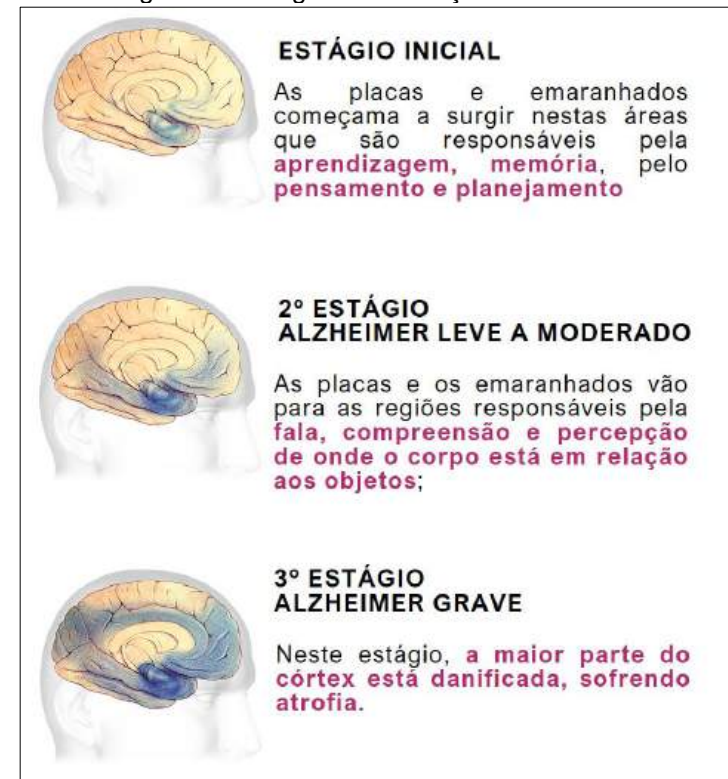 ESTÁGIO INICIAL
As placas e emaranhados
começama a surgir nestas áreas
que são responsáveis pela
aprendizagem, memória, pelo
pensamento e planejamento
2º ESTÁGIO
ALZHEIMER LEVE A MODERADO
As placas e os emaranhados vão
para as regiões responsáveis pela
fala, compreensão e percepção
de onde o corpo está em relação
aos objetos;
3º ESTÁGIO
ALZHEIMER GRAVE
Neste estágio, a maior parte do
córtex está danificada, sofrendo
atrofia.